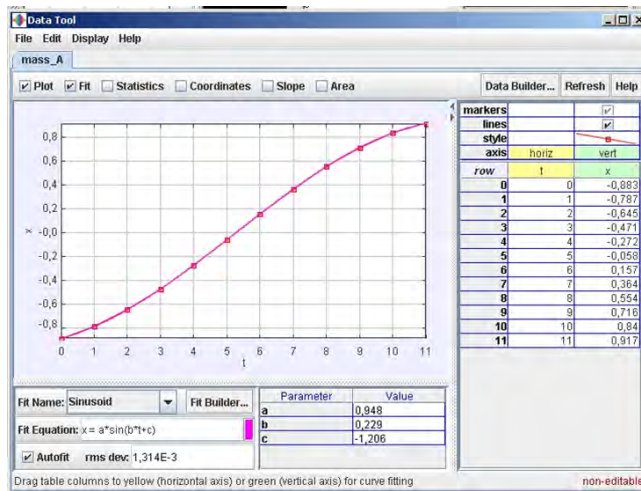 Data Tool
File Edit Display Help
mass_A
Plot Fit Statistics Coordinates Slope Area Data Builder... Refresh Help
markers
lines
style
axis horiz vert
row t x
0 0 -0,883
1 1 -0,787
2 2 -0,645
3 3 -0,471
4 4 -0,272
5 5 -0,058
6 6 0,157
7 7 0,364
8 8 0,554
9 9 0,716
10 10 0,84
11 11 0,917
0,8
0,6
0,4
0,2
-0,0
-0,2
-0,4
-0,6
-0,8
x
0 1 2 3 4 5 6 7 8 9 10 11
t
Fit Name: Sinusoid Fit Builder...
Fit Equation: x = a*sin(b*t+c)
Autofit rms dev: 1,314E-3
Parameter Value
a 0,948
b 0,229
c -1,206
Drag table columns to yellow (horizontal axis) or green (vertical axis) for curve fitting non-editable